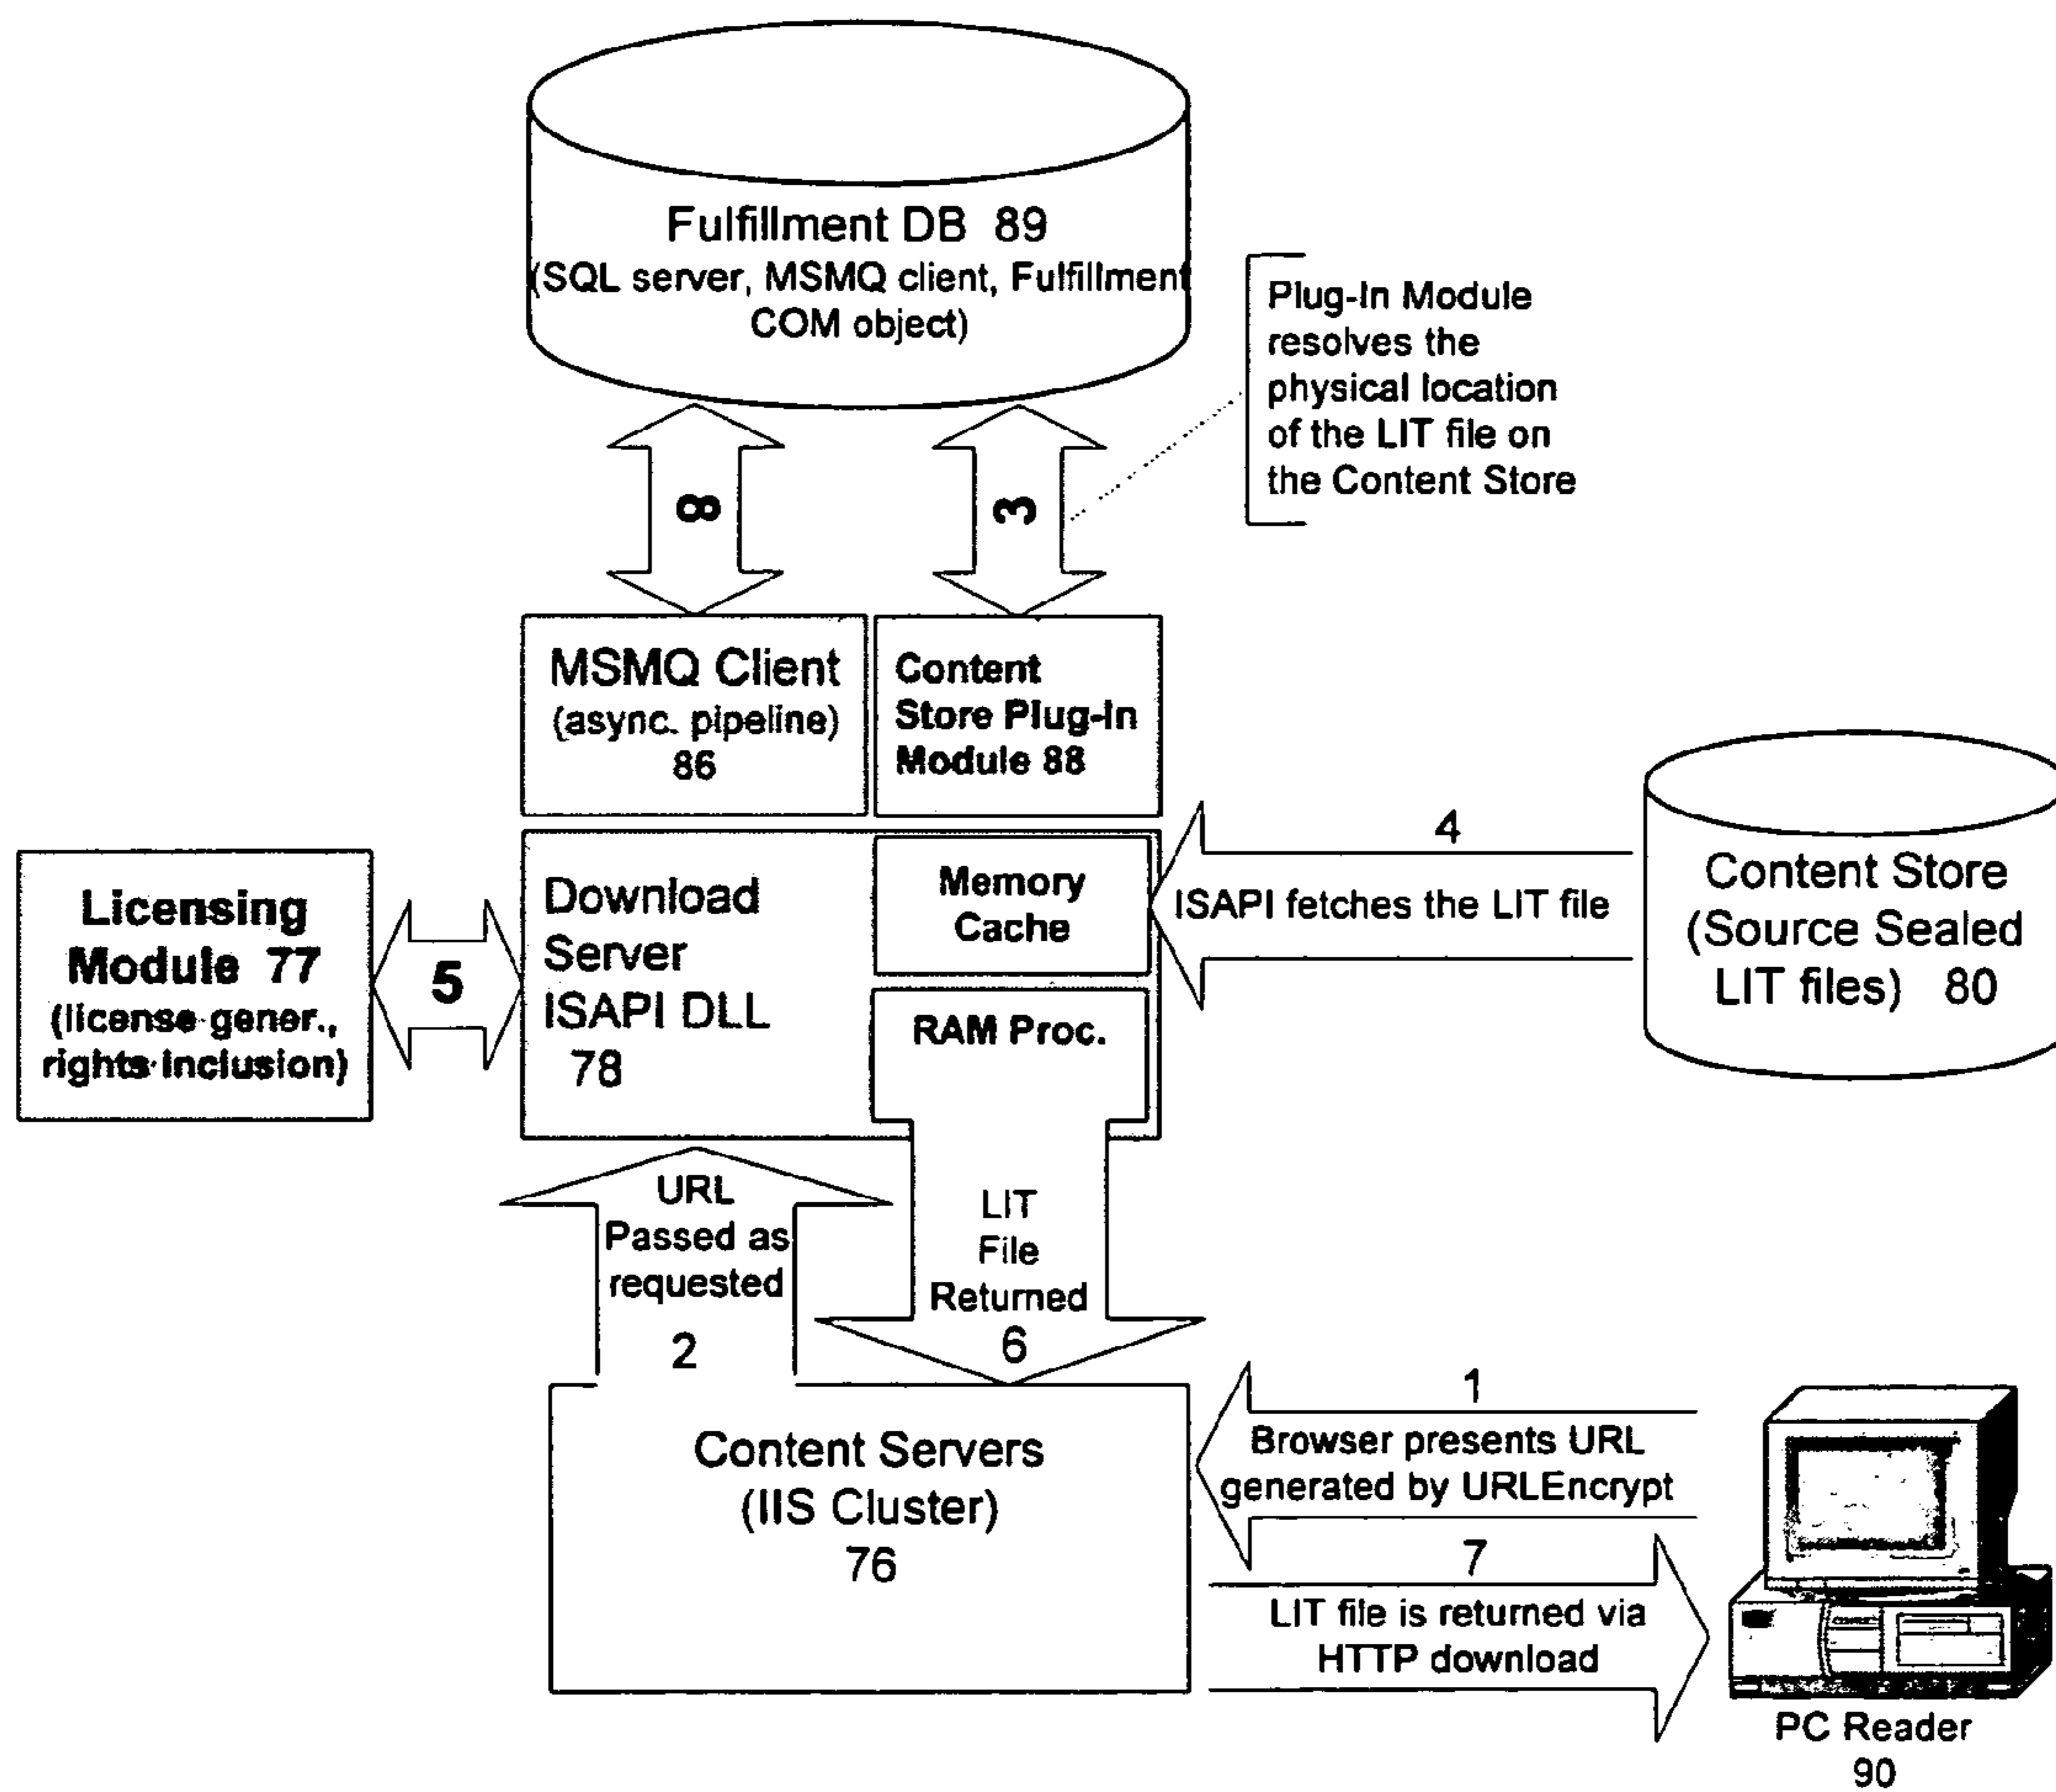 Fulfillment DB 89
(SQL server, MSMQ client, Fulfillment
COM object)
Plug-In Module
resolves the
physical location
of the LIT file on
the Content Store
8
3
MSMQ Client
(async. pipeline)
86
Content
Store Plug-In
Module 88
Licensing
Module 77
(license gener.,
rights inclusion)
5
Download
Server
ISAPI DLL
78
Memory
Cache
RAM Proc.
4
ISAPI fetches the LIT file
Content Store
(Source Sealed
LIT files) 80
URL
Passed as
requested
2
LIT
File
Returned
6
Content Servers
(IIS Cluster)
76
1
Browser presents URL
generated by URLEncrypt
7
LIT file is returned via
HTTP download
PC Reader
90